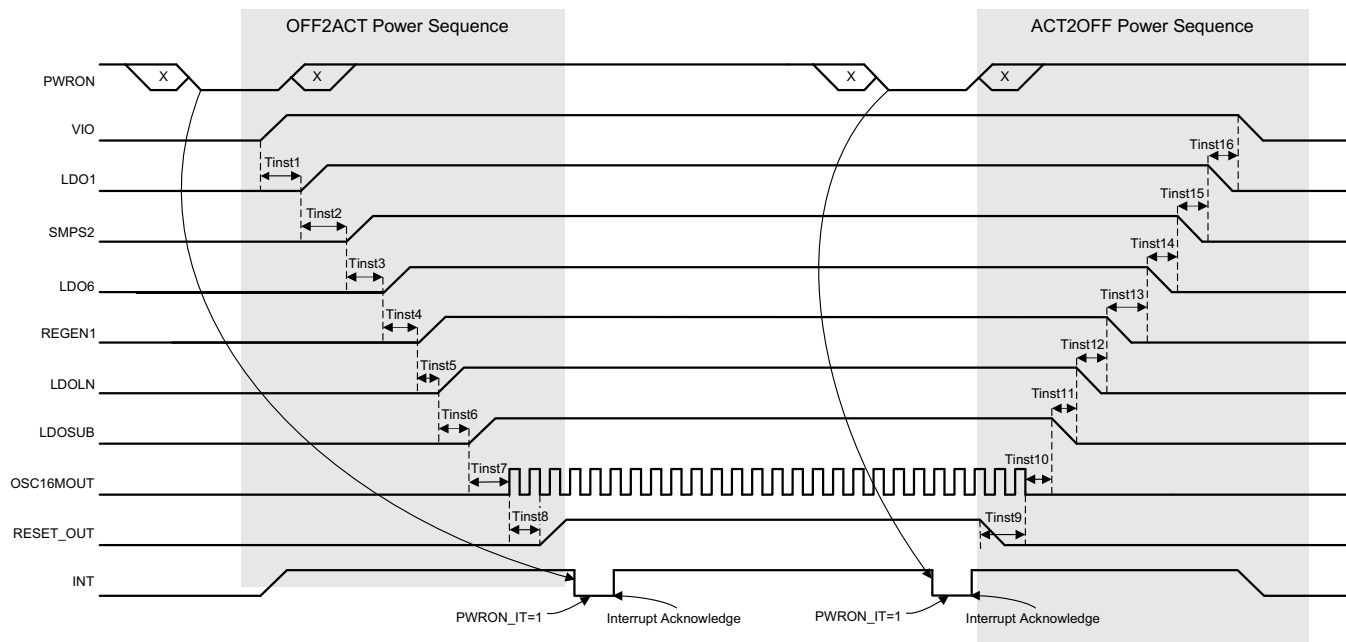 OFF2ACT Power Sequence
ACT2OFF Power Sequence
PWRON
X
X
X
X
VIO
Tinst1
Tinst16
LDO1
Tinst2
Tinst15
SMPS2
Tinst3
Tinst14
LDO6
Tinst4
Tinst13
REGEN1
Tinst5
Tinst12
LDOLN
Tinst6
Tinst11
LDOSUB
Tinst7
Tinst10
OSC16MOUT
Tinst8
Tinst9
RESET_OUT
INT
PWRON_IT=1
Interrupt Acknowledge
PWRON_IT=1
Interrupt Acknowledge